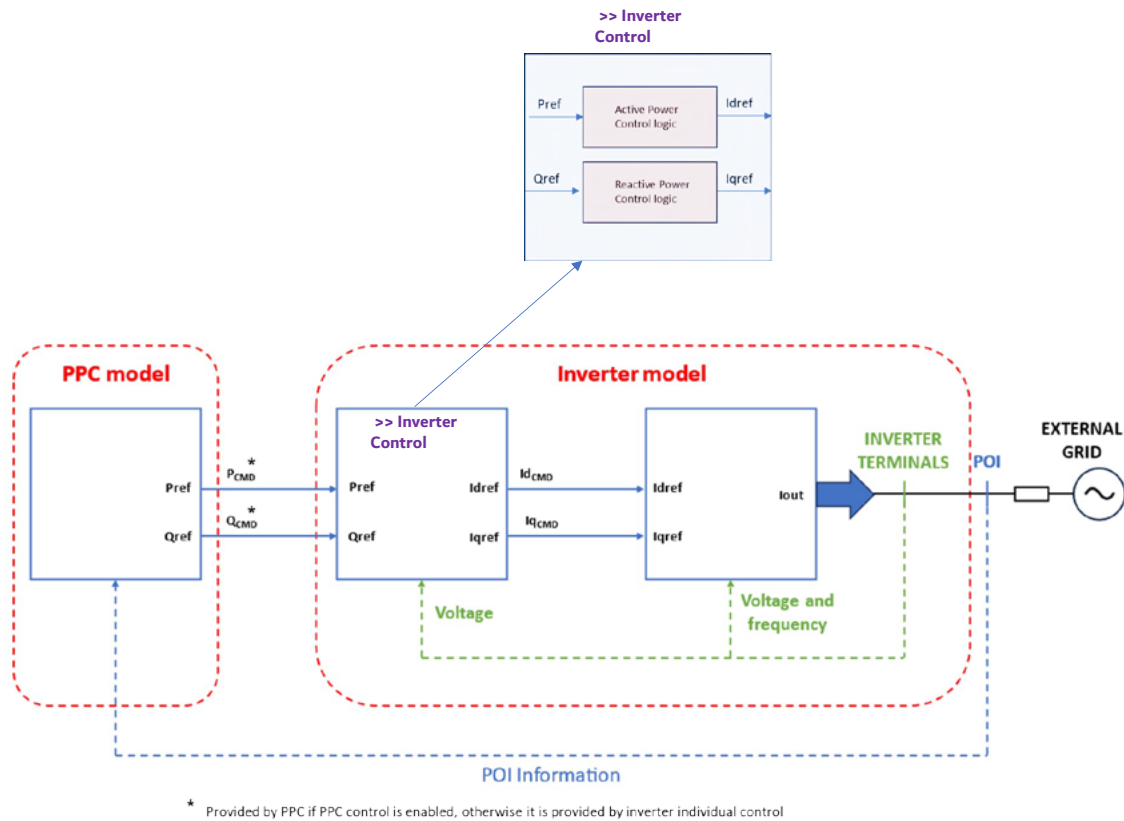 >> Inverter
Control
Pref
Active Power
Control logic
Idref
Qref
Reactive Power
Control logic
Iqref
PPC model
Inverter model
>> Inverter
Control
INVERTER
TERMINALS
POI
EXTERNAL
GRID
PCMD*
Pref
Pref
Idref
IdCMD
Idref
Iout
QCMD*
Qref
Qref
Iqref
IqCMD
Iqref
Voltage
Voltage and
frequency
POI Information
* Provided by PPC if PPC control is enabled, otherwise it is provided by inverter individual control